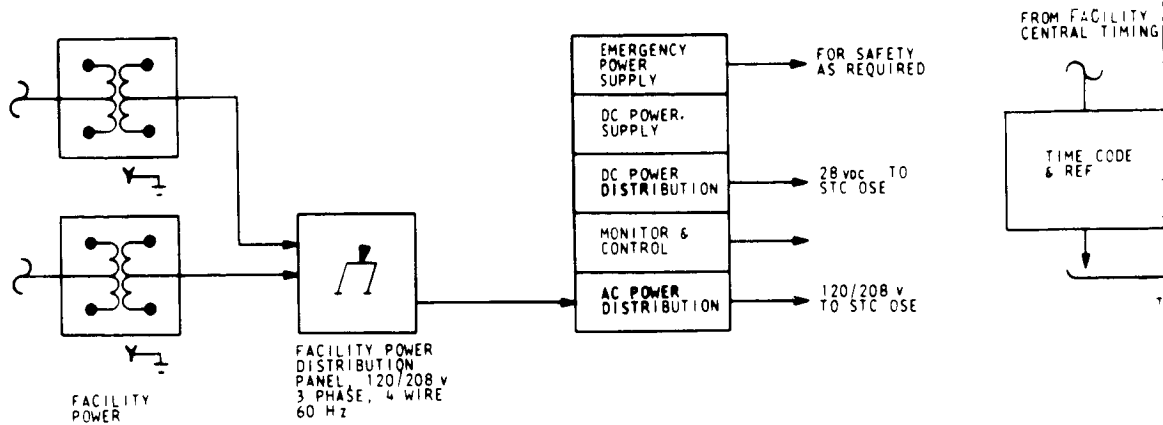 FACILITY
POWER
FACILITY POWER
DISTRIBUTION
PANEL, 120/208 V
3 PHASE, 4 WIRE
60 Hz
EMERGENCY
POWER
SUPPLY
DC POWER.
SUPPLY
DC POWER
DISTRIBUTION
MONITOR &
CONTROL
AC POWER
DISTRIBUTION
FOR SAFETY
AS REQUIRED
28 VDC TO
STC OSE
120/208 V
TO STC OSE
FROM FACILITY
CENTRAL TIMING
TIME CODE
& REF